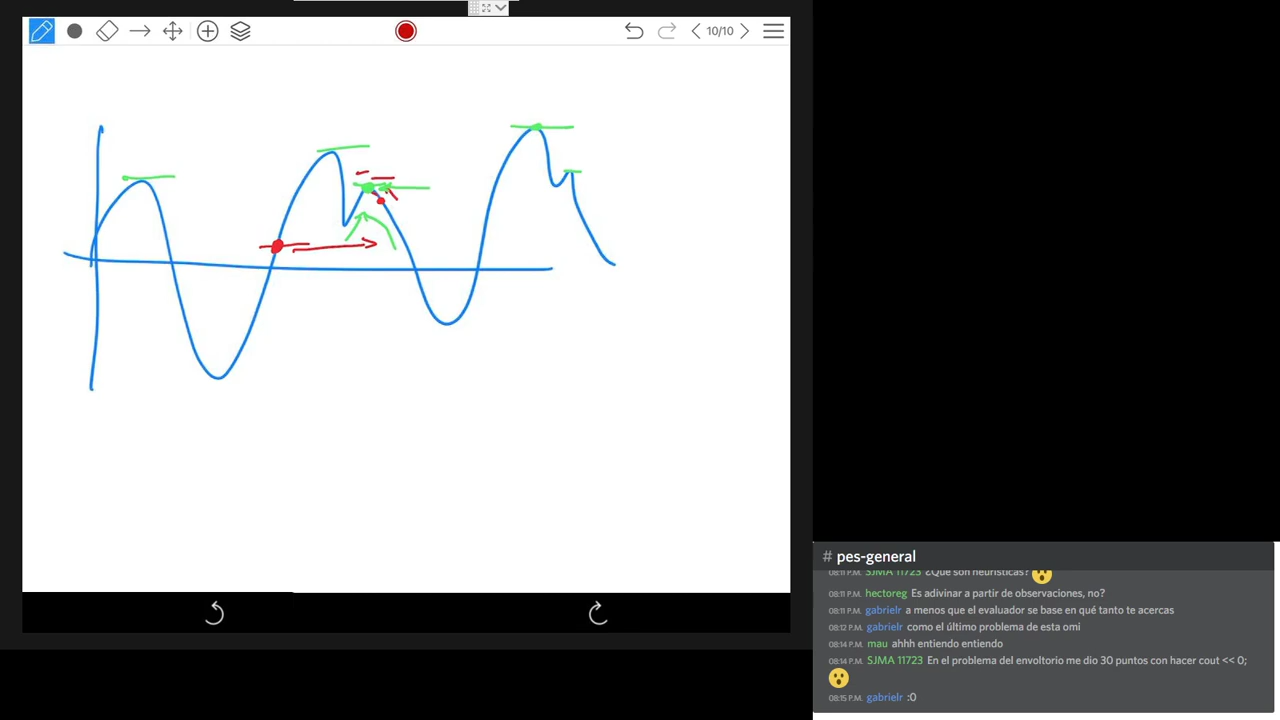 10/10
# pes-general
08:11 P.M. SJMA 11723 ¿Qué son heurísticas? 😮
08:11 P.M. hectoreg Es adivinar a partir de observaciones, no?
08:11 P.M. gabrielr a menos que el evaluador se base en qué tanto te acercas
08:12 P.M. gabrielr como el último problema de esta omi
08:14 P.M. mau ahhh entiendo entiendo
08:14 P.M. SJMA 11723 En el problema del envoltorio me dio 30 puntos con hacer cout << 0;
😮
08:15 P.M. gabrielr :0